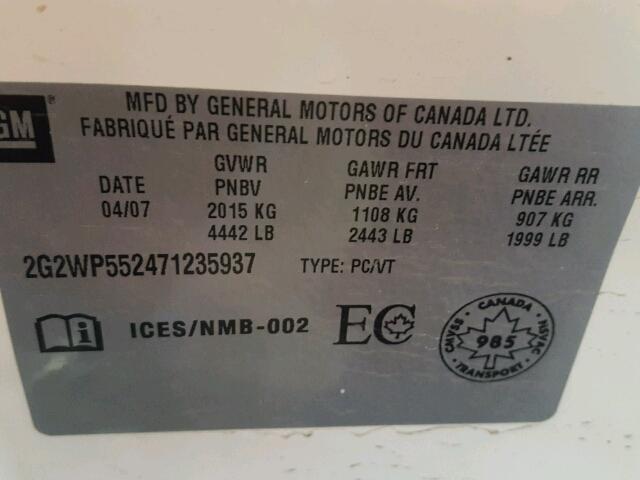 GM ®
MFD BY GENERAL MOTORS OF CANADA LTD.
FABRIQUÉ PAR GENERAL MOTORS DU CANADA LTÉE
GVWR GAWR FRT GAWR RR
DATE PNBV PNBE AV. PNBE ARR.
04/07 2015 KG 1108 KG 907 KG
4442 LB 2443 LB 1999 LB
2G2WP552471235937 TYPE: PC/VT
ICES/NMB-002 EC
CANADA
CMVSS 985 NSVAC
TRANSPORT